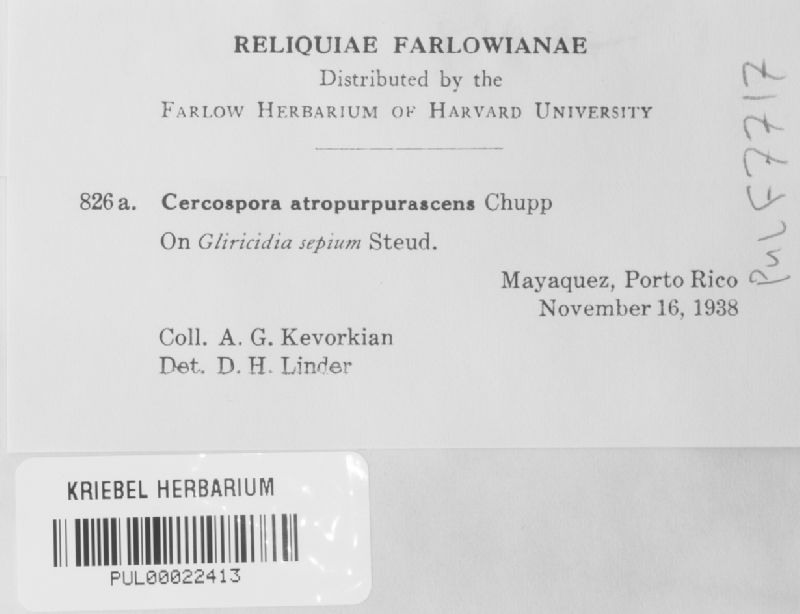 RELIQUIAE FARLOWIANAE
Distributed by the
FARLOW HERBARIUM OF HARVARD UNIVERSITY
826 a. Cercospora atropurpurascens Chupp
On Gliricidia sepium Steud.
Mayaquez, Porto Rico
November 16, 1938
Coll. A. G. Kevorkian
Det. D. H. Linder
PUL F7717
KRIEBEL HERBARIUM
PUL00022413